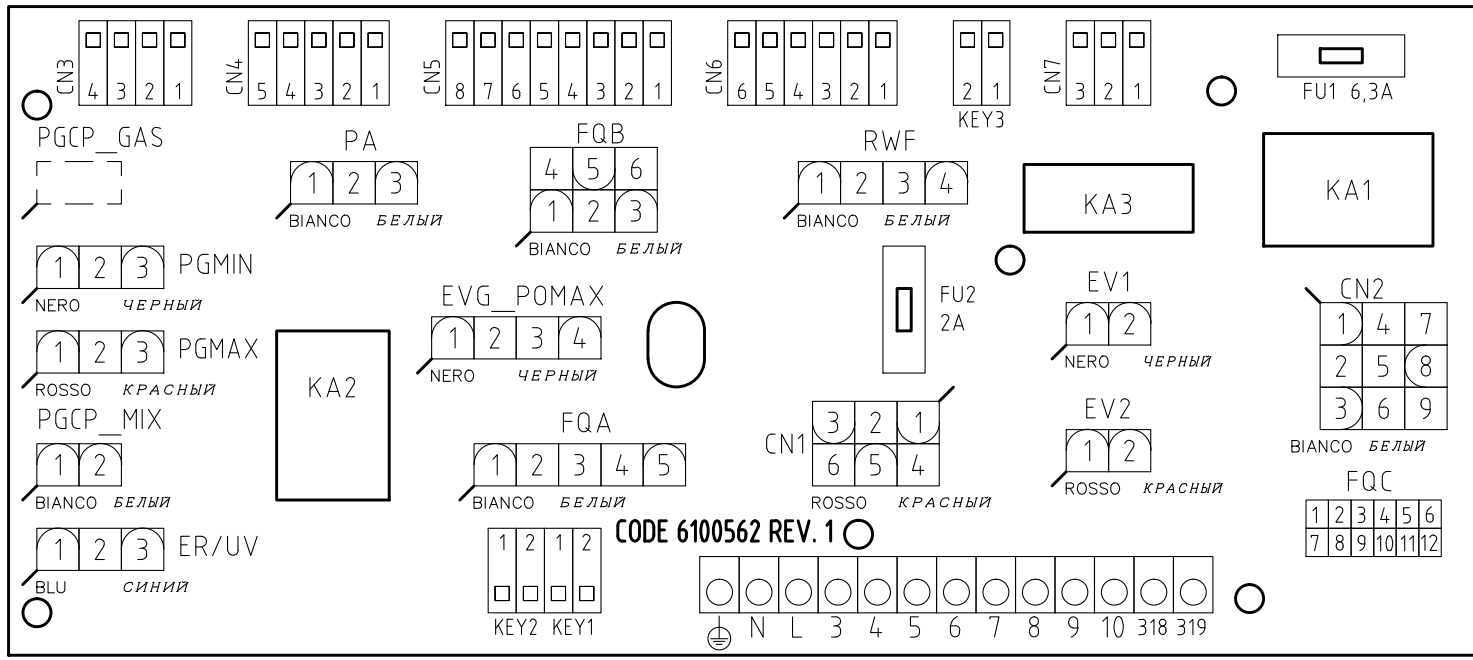 CN3 4 3 2 1
CN4 5 4 3 2 1
CN5 8 7 6 5 4 3 2 1
CN6 6 5 4 3 2 1
2 1
KEY3
CN7 3 2 1
FU1 6,3A
PGCP_GAS
PA
1 2 3
BIANCO БЕЛЫЙ
FQB
4 5 6
1 2 3
BIANCO БЕЛЫЙ
RWF
1 2 3 4
BIANCO БЕЛЫЙ
KA3
KA1
1 2 3 PGMIN
NERO ЧЕРНЫЙ
1 2 3 PGMAX
ROSSO КРАСНЫЙ
PGCP_MIX
1 2
BIANCO БЕЛЫЙ
1 2 3 ER/UV
BLU СИНИЙ
KA2
EVG_POMAX
1 2 3 4
NERO ЧЕРНЫЙ
FQA
1 2 3 4 5
BIANCO БЕЛЫЙ
FU2
2A
CN1
3 2 1
6 5 4
ROSSO КРАСНЫЙ
EV1
1 2
NERO ЧЕРНЫЙ
EV2
1 2
ROSSO КРАСНЫЙ
CN2
1 4 7
2 5 8
3 6 9
BIANCO БЕЛЫЙ
FQC
1 2 3 4 5 6
7 8 9 10 11 12
CODE 6100562 REV. 1
1 2 1 2
KEY2 KEY1
N L 3 4 5 6 7 8 9 10 318 319